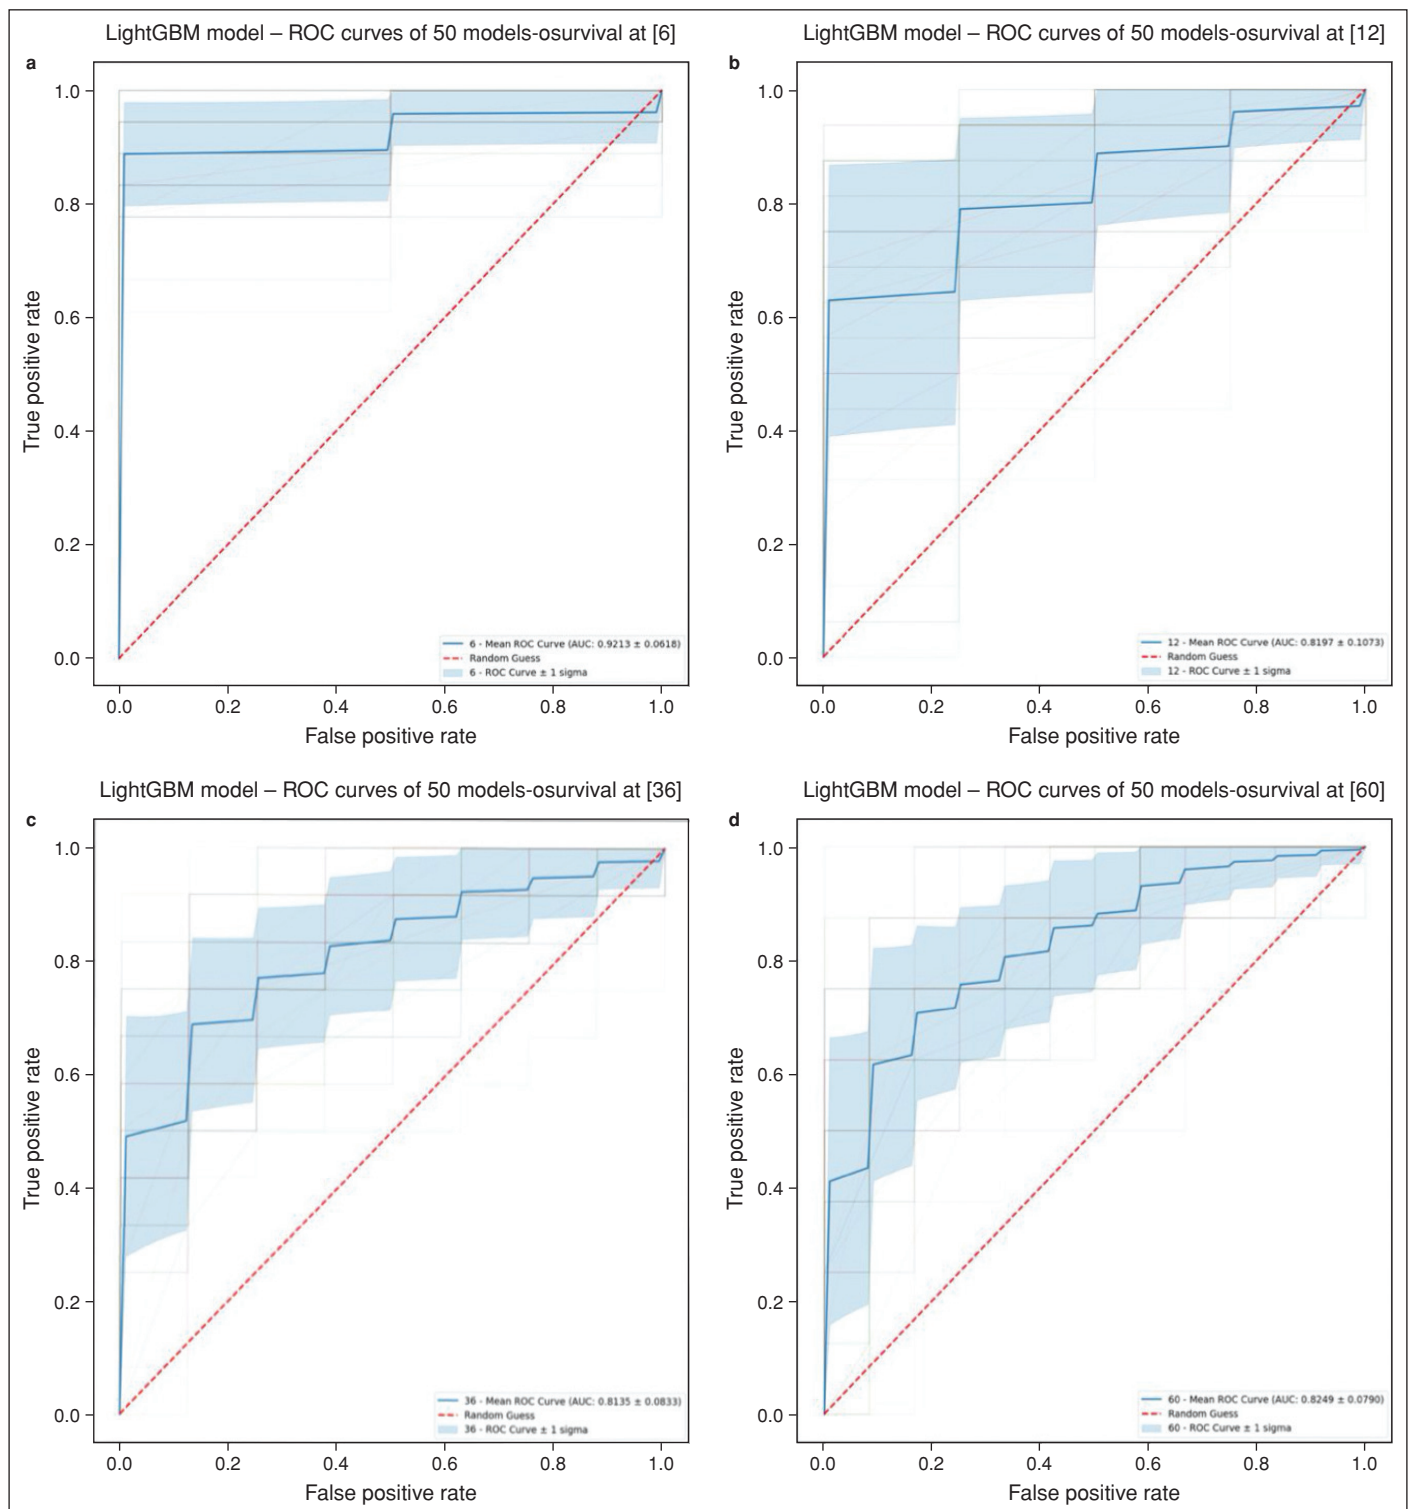 LightGBM model – ROC curves of 50 models-osurvival at [6]
a
1.0
0.8
0.6
0.4
0.2
0.0
True positive rate
6 - Mean ROC Curve (AUC: 0.9213 ± 0.0618)
Random Guess
6 - ROC Curve ± 1 sigma
0.0 0.2 0.4 0.6 0.8 1.0
False positive rate
LightGBM model – ROC curves of 50 models-osurvival at [12]
b
1.0
0.8
0.6
0.4
0.2
0.0
True positive rate
12 - Mean ROC Curve (AUC: 0.8197 ± 0.1073)
Random Guess
12 - ROC Curve ± 1 sigma
0.0 0.2 0.4 0.6 0.8 1.0
False positive rate
LightGBM model – ROC curves of 50 models-osurvival at [36]
c
1.0
0.8
0.6
0.4
0.2
0.0
True positive rate
36 - Mean ROC Curve (AUC: 0.8135 ± 0.0833)
Random Guess
36 - ROC Curve ± 1 sigma
0.0 0.2 0.4 0.6 0.8 1.0
False positive rate
LightGBM model – ROC curves of 50 models-osurvival at [60]
d
1.0
0.8
0.6
0.4
0.2
0.0
True positive rate
60 - Mean ROC Curve (AUC: 0.8249 ± 0.0790)
Random Guess
60 - ROC Curve ± 1 sigma
0.0 0.2 0.4 0.6 0.8 1.0
False positive rate